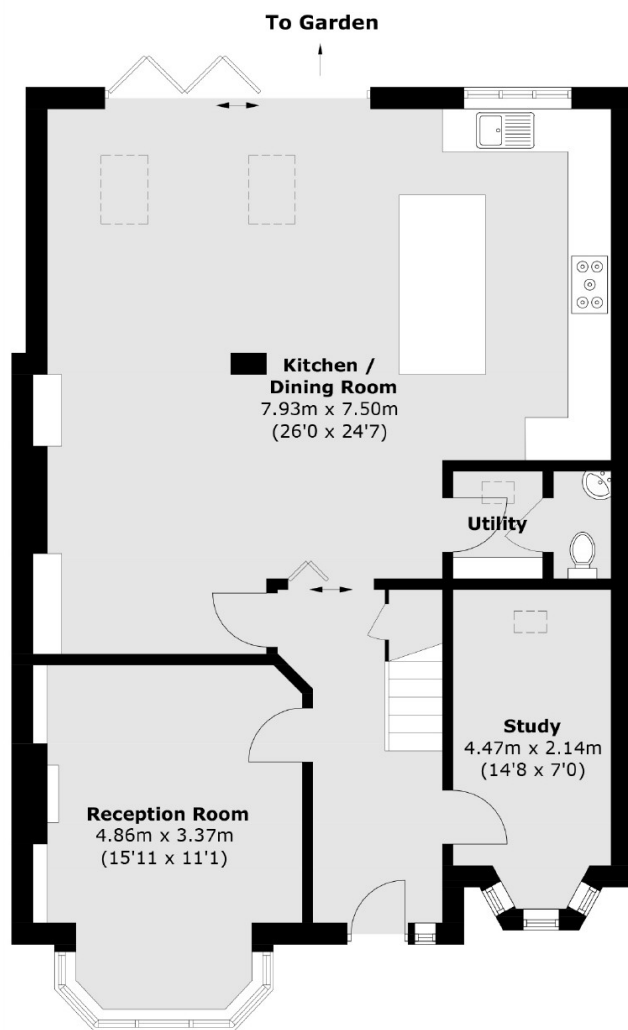 To Garden
Kitchen /
Dining Room
7.93m x 7.50m
(26'0 x 24'7)
Utility
Study
4.47m x 2.14m
(14'8 x 7'0)
Reception Room
4.86m x 3.37m
(15'11 x 11'1)